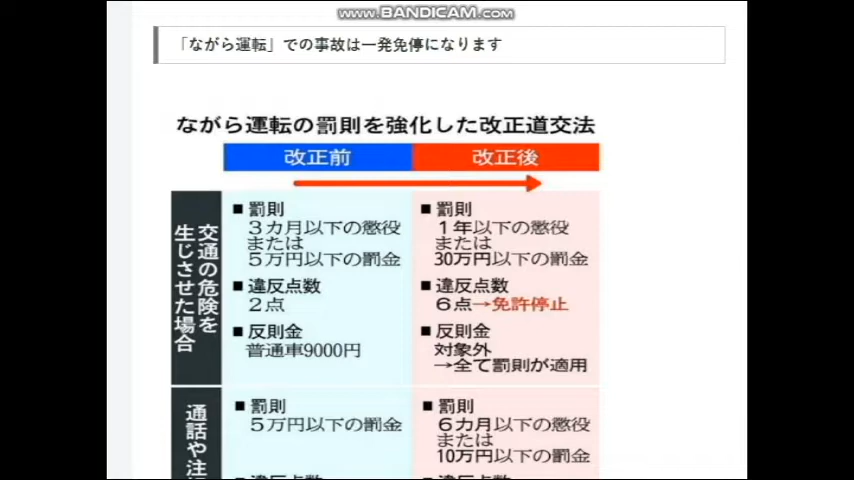 www.BANDICAM.com
「ながら運転」での事故は一発免停になります
ながら運転の罰則を強化した改正道交法
改正前
改正後
交通の危険を
生じさせた場合
■ 罰則
３カ月以下の懲役
または
５万円以下の罰金
■ 違反点数
２点
■ 反則金
普通車9000円
■ 罰則
１年以下の懲役
または
30万円以下の罰金
■ 違反点数
６点→免許停止
■ 反則金
対象外
→全て罰則が適用
通話や注
■ 罰則
５万円以下の罰金
■ 罰則
６カ月以下の懲役
または
10万円以下の罰金